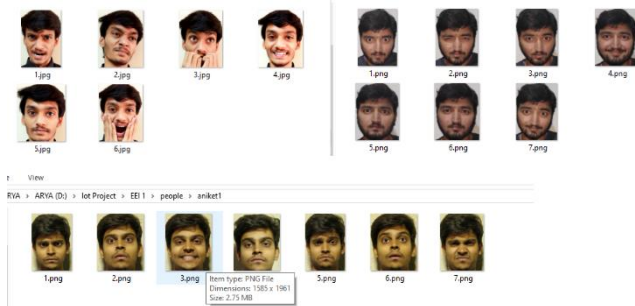 1.jpg 2.jpg 3.jpg 4.jpg
1.png 2.png 3.png 4.png
5.jpg 6.jpg
5.png 6.png 7.png
View
RYA > ARYA (D:) > Iot Project > EEI 1 > people > aniket1
1.png 2.png 3.png 5.png 6.png 7.png
Item type: PNG File
Dimensions: 1585 x 1961
Size: 2.75 MB